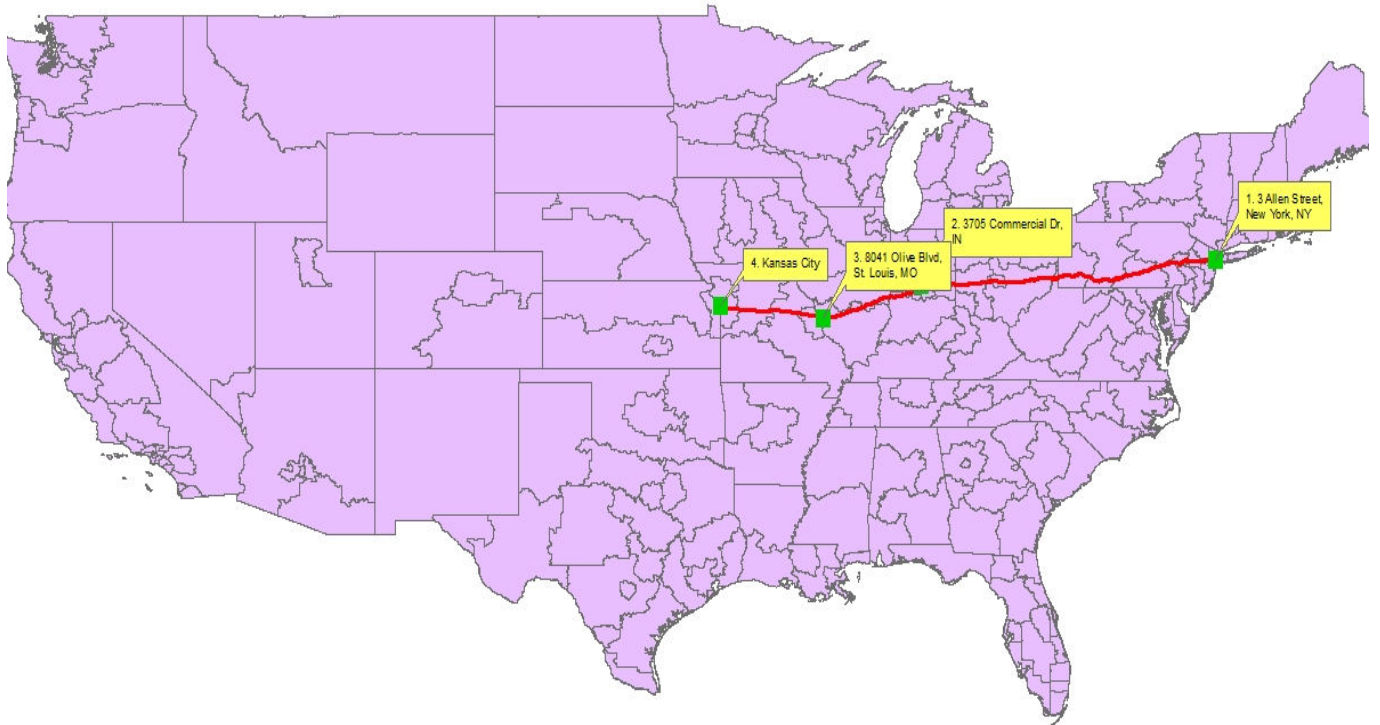 1. 3 Allen Street,
New York, NY
2. 3705 Commercial Dr,
IN
3. 8041 Olive Blvd,
St. Louis, MO
4. Kansas City